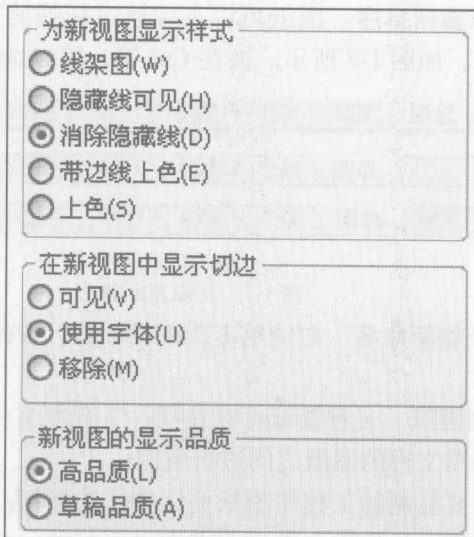 为新视图显示样式
线架图(W)
隐藏线可见(H)
消除隐藏线(D)
带边线上色(E)
上色(S)
在新视图中显示切边
可见(V)
使用字体(U)
移除(M)
新视图的显示品质
高品质(L)
草稿品质(A)